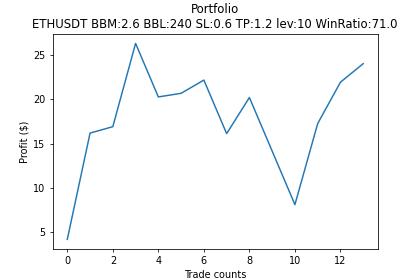 Portfolio
ETHUSDT BBM:2.6 BBL:240 SL:0.6 TP:1.2 lev:10 WinRatio:71.0
25
20
15
10
5
Profit ($)
0 2 4 6 8 10 12
Trade counts